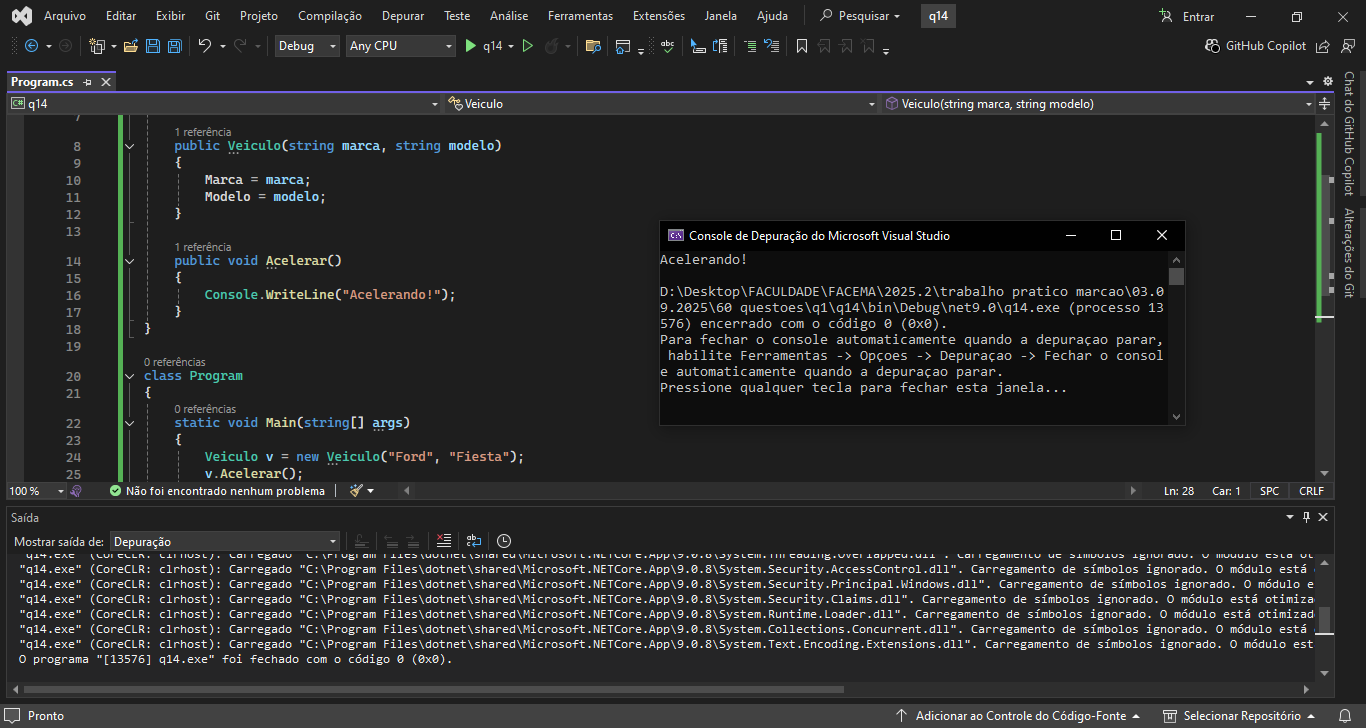 Arquivo Editar Exibir Git Projeto Compilação Depurar Teste Análise Ferramentas Extensões Janela Ajuda Pesquisar q14 Entrar
Debug Any CPU q14 GitHub Copilot
Program.cs
q14 Veiculo Veiculo(string marca, string modelo)
7
1 referência
8 public Veiculo(string marca, string modelo)
9 {
10 Marca = marca;
11 Modelo = modelo;
12 }
13
1 referência
14 public void Acelerar()
15 {
16 Console.WriteLine("Acelerando!");
17 }
18 }
19
0 referências
20 class Program
21 {
0 referências
22 static void Main(string[] args)
23 {
24 Veiculo v = new Veiculo("Ford", "Fiesta");
25 v.Acelerar();
Console de Depuração do Microsoft Visual Studio
Acelerando!
D:\Desktop\FACULDADE\FACEMA\2025.2\trabalho pratico marcao\03.0
9.2025\60 questoes\q1\q14\bin\Debug\net9.0\q14.exe (processo 13
576) encerrado com o código 0 (0x0).
Para fechar o console automaticamente quando a depuraçao parar,
habilite Ferramentas -> Opçoes -> Depuraçao -> Fechar o consol
e automaticamente quando a depuraçao parar.
Pressione qualquer tecla para fechar esta janela...
Chat do GitHub Copilot
Alterações do Git
100 % Não foi encontrado nenhum problema Ln: 28 Car: 1 SPC CRLF
Saída
Mostrar saída de: Depuração
"q14.exe" (CoreCLR: clrhost): Carregado "C:\Program Files\dotnet\shared\Microsoft.NETCore.App\9.0.8\System.Threading.Overlapped.dll". Carregamento de símbolos ignorado. O módulo está ot
"q14.exe" (CoreCLR: clrhost): Carregado "C:\Program Files\dotnet\shared\Microsoft.NETCore.App\9.0.8\System.Security.AccessControl.dll". Carregamento de símbolos ignorado. O módulo está
"q14.exe" (CoreCLR: clrhost): Carregado "C:\Program Files\dotnet\shared\Microsoft.NETCore.App\9.0.8\System.Security.Principal.Windows.dll". Carregamento de símbolos ignorado. O módulo e
"q14.exe" (CoreCLR: clrhost): Carregado "C:\Program Files\dotnet\shared\Microsoft.NETCore.App\9.0.8\System.Security.Claims.dll". Carregamento de símbolos ignorado. O módulo está otimiza
"q14.exe" (CoreCLR: clrhost): Carregado "C:\Program Files\dotnet\shared\Microsoft.NETCore.App\9.0.8\System.Runtime.Loader.dll". Carregamento de símbolos ignorado. O módulo está otimizad
"q14.exe" (CoreCLR: clrhost): Carregado "C:\Program Files\dotnet\shared\Microsoft.NETCore.App\9.0.8\System.Collections.Concurrent.dll". Carregamento de símbolos ignorado. O módulo está
"q14.exe" (CoreCLR: clrhost): Carregado "C:\Program Files\dotnet\shared\Microsoft.NETCore.App\9.0.8\System.Text.Encoding.Extensions.dll". Carregamento de símbolos ignorado. O módulo est
O programa "[13576] q14.exe" foi fechado com o código 0 (0x0).
Pronto Adicionar ao Controle do Código-Fonte Selecionar Repositório